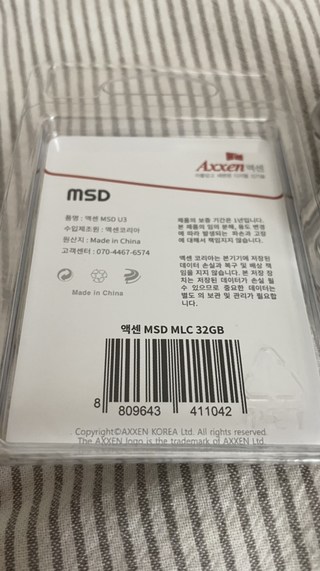 Axxen 액센
msd
품명 : 액센 MSD U3
수입제조원 : 액센코리아
원산지 : Made in China
고객센터 : 070-4467-6574
Made in China
제품의 보증 기간은 1년입니다.
본 제품의 임의 분해, 용도 변경
에 따라 발생되는 파손과 고장
에 대해서 책임지지 않습니다.
액센 코리아는 본기기에 저장된
데이터 손실과 복구 및 배상 책
임을 지지 않습니다. 본 저장 장
치는 저장된 데이터가 손실 될
수 있으므로 중요한 데이터는
별도 의 보관 및 관리가 필요합
니다.
액센 MSD MLC 32GB
8 809643 411042
Copyright©AXXEN KOREA Ltd. All rights reserved.
The AXXEN logo is the trademark of AXXEN Ltd.